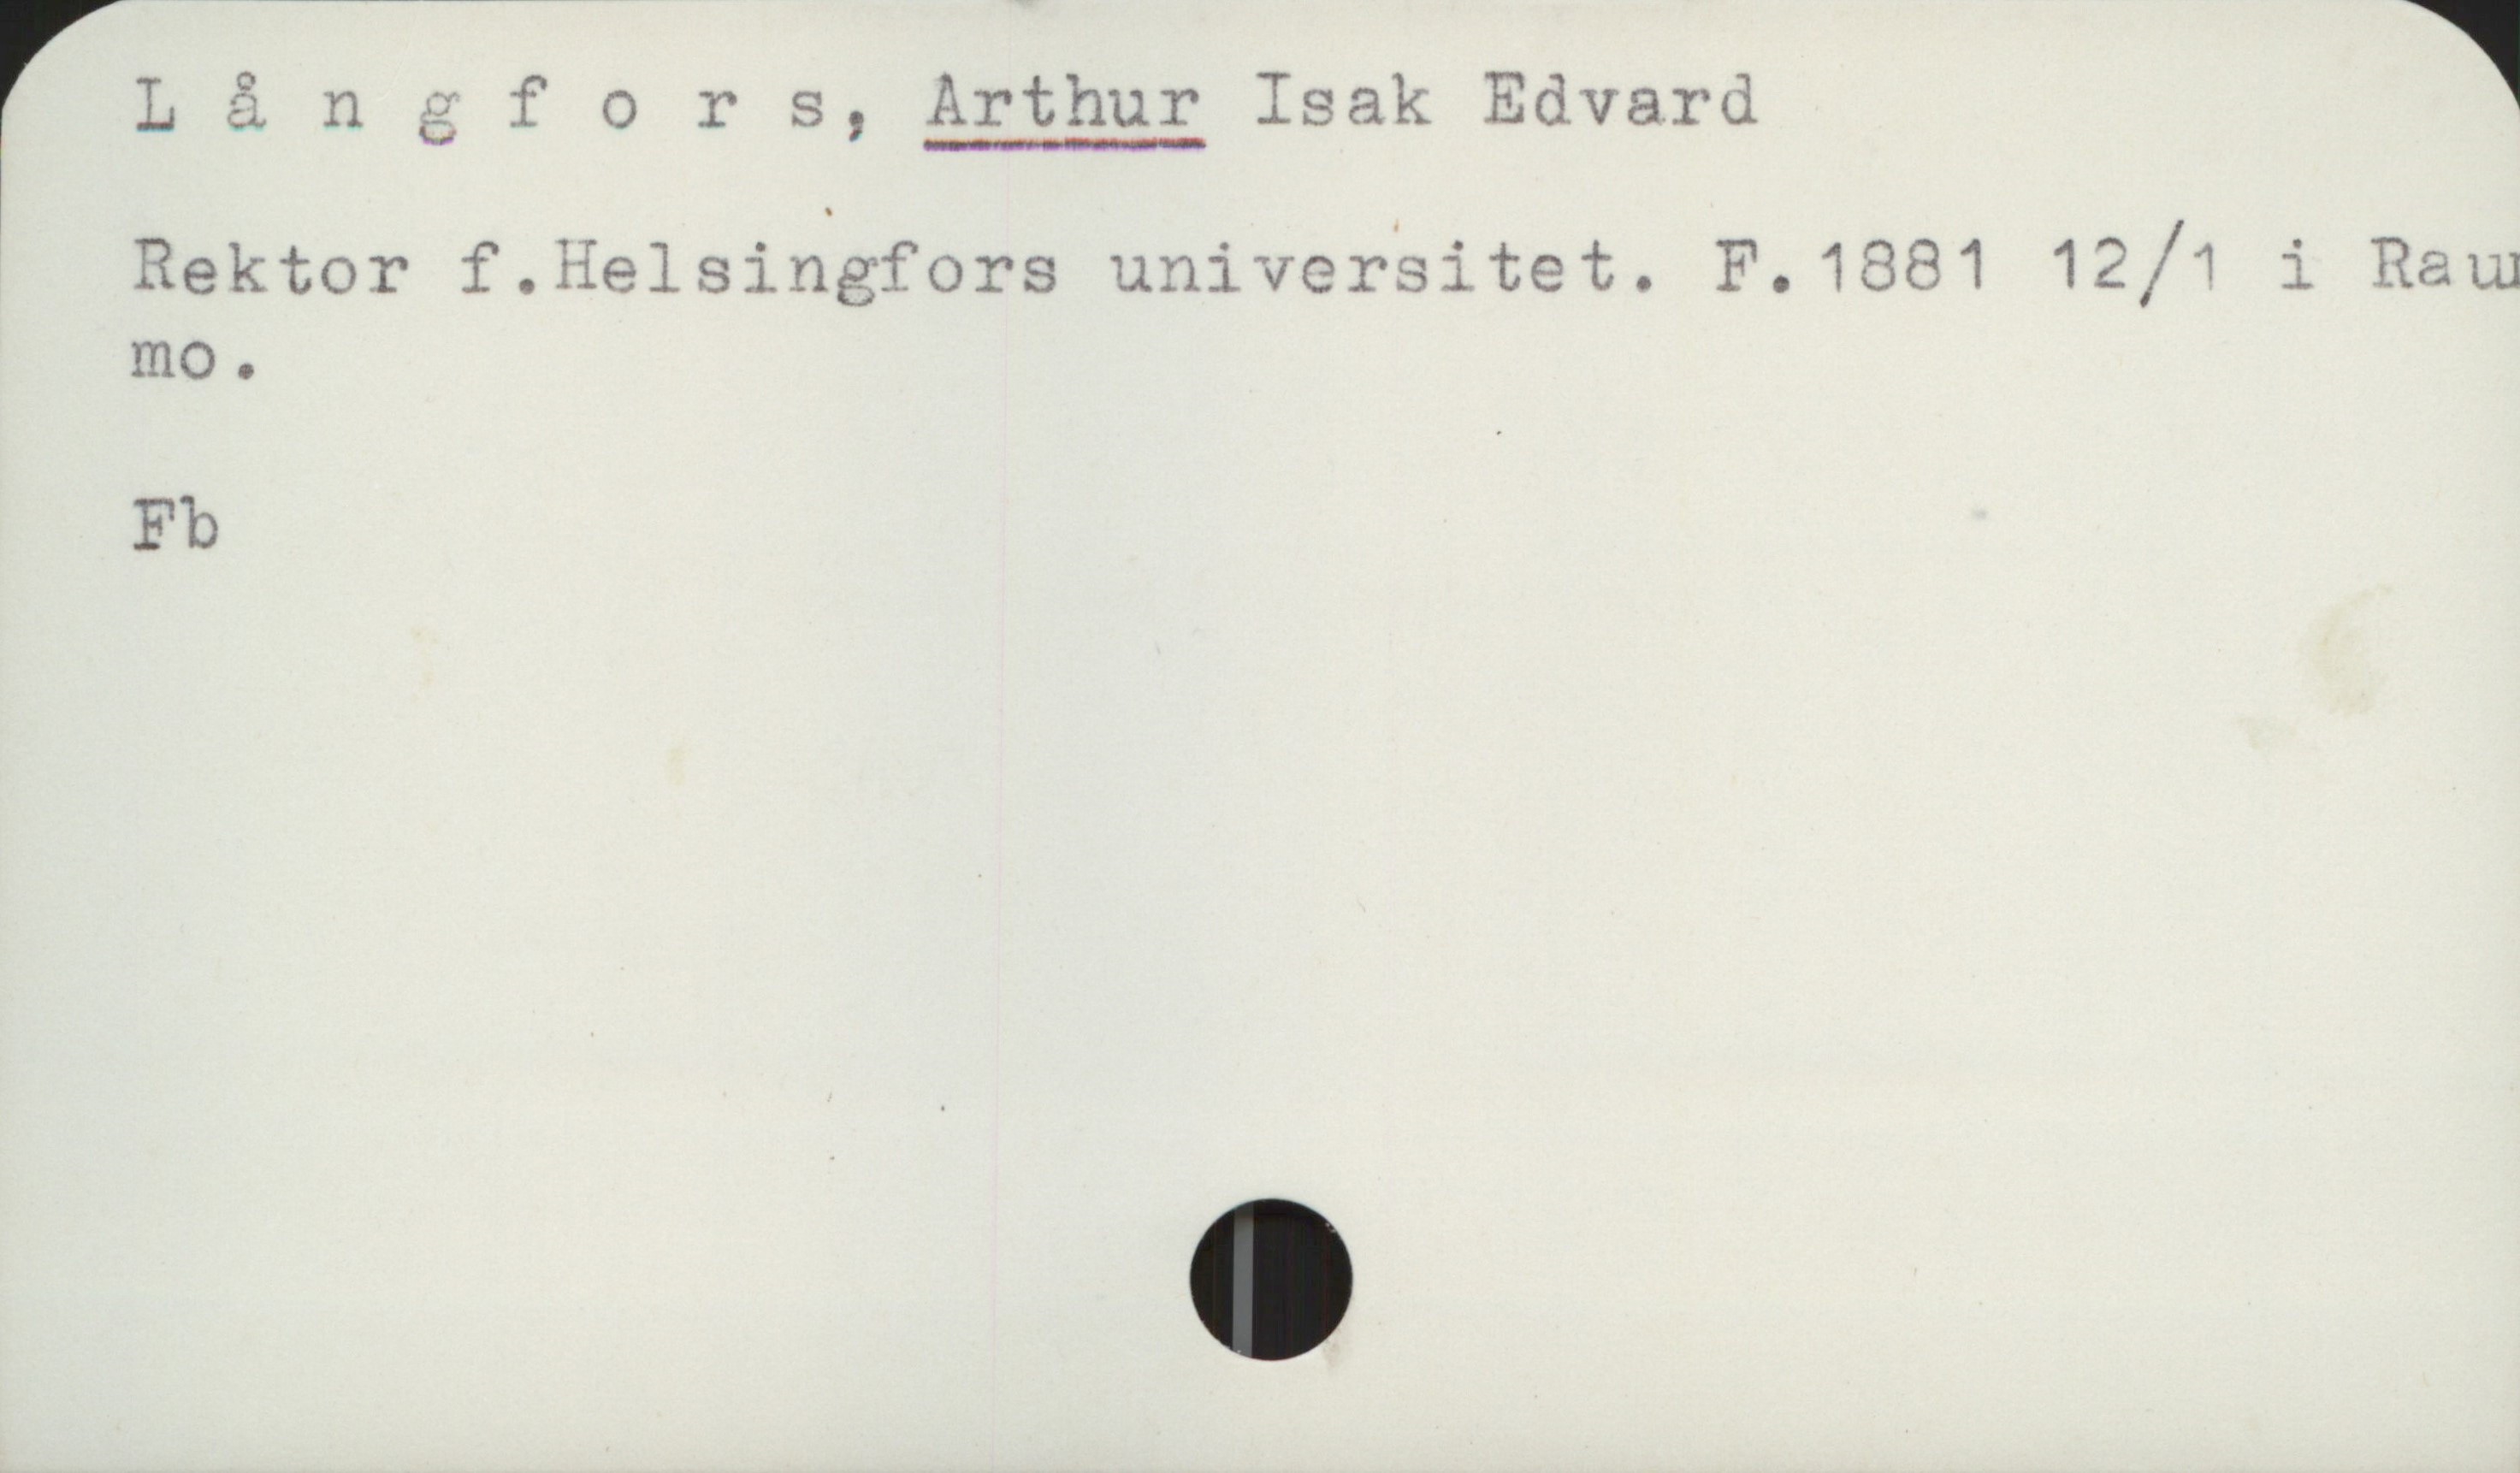 L å n g f o r s, Arthur Isak Edvard
Rektor f.Helsingfors universitet. F.1881 12/1 i Rau
mo.
Fb